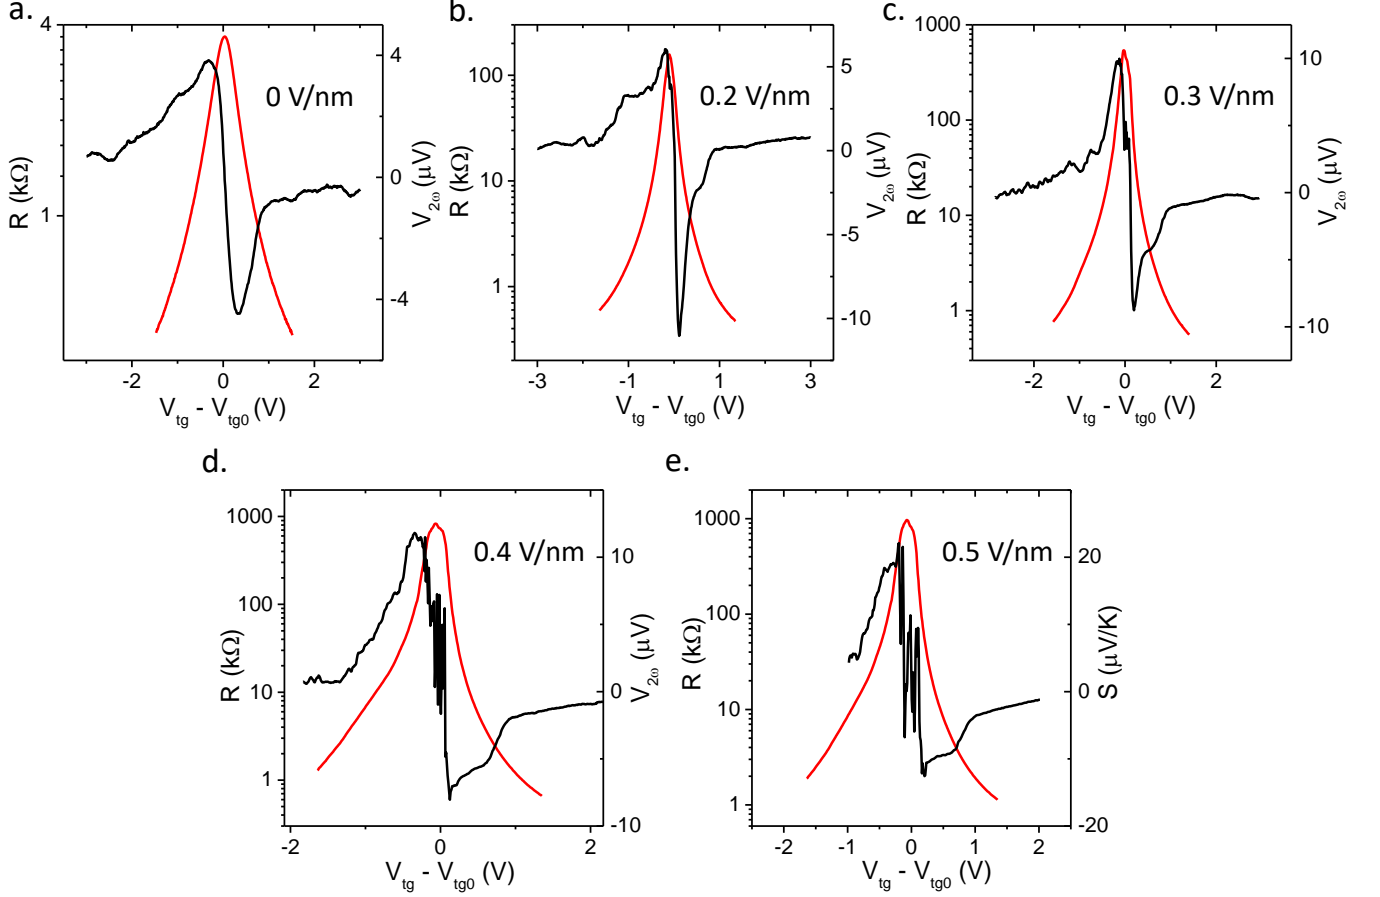 a.
4
1
R (kΩ)
0 V/nm
4
0
-4
V2ω (μV)
-2 0 2
Vtg - Vtg0 (V)
b.
100
10
1
R (kΩ)
0.2 V/nm
5
0
-5
-10
V2ω (μV)
-3 -1 1 3
Vtg - Vtg0 (V)
c.
1000
100
10
1
R (kΩ)
0.3 V/nm
10
0
-10
V2ω (μV)
-2 0 2
Vtg - Vtg0 (V)
d.
1000
100
10
1
R (kΩ)
0.4 V/nm
10
0
-10
V2ω (μV)
-2 0 2
Vtg - Vtg0 (V)
e.
1000
100
10
1
R (kΩ)
0.5 V/nm
20
0
-20
S (μV/K)
-2 -1 0 1 2
Vtg - Vtg0 (V)